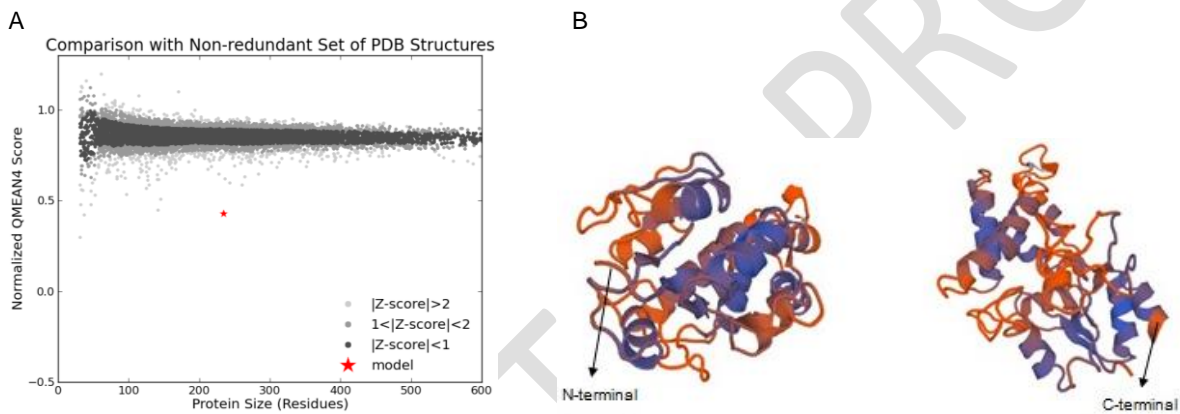 A
B
Comparison with Non-redundant Set of PDB Structures
Normalized QMEAN4 Score
1.0
0.5
0.0
−0.5
0
100
200
300
400
500
600
Protein Size (Residues)
|Z-score|>2
1<|Z-score|<2
|Z-score|<1
model
N-terminal
C-terminal